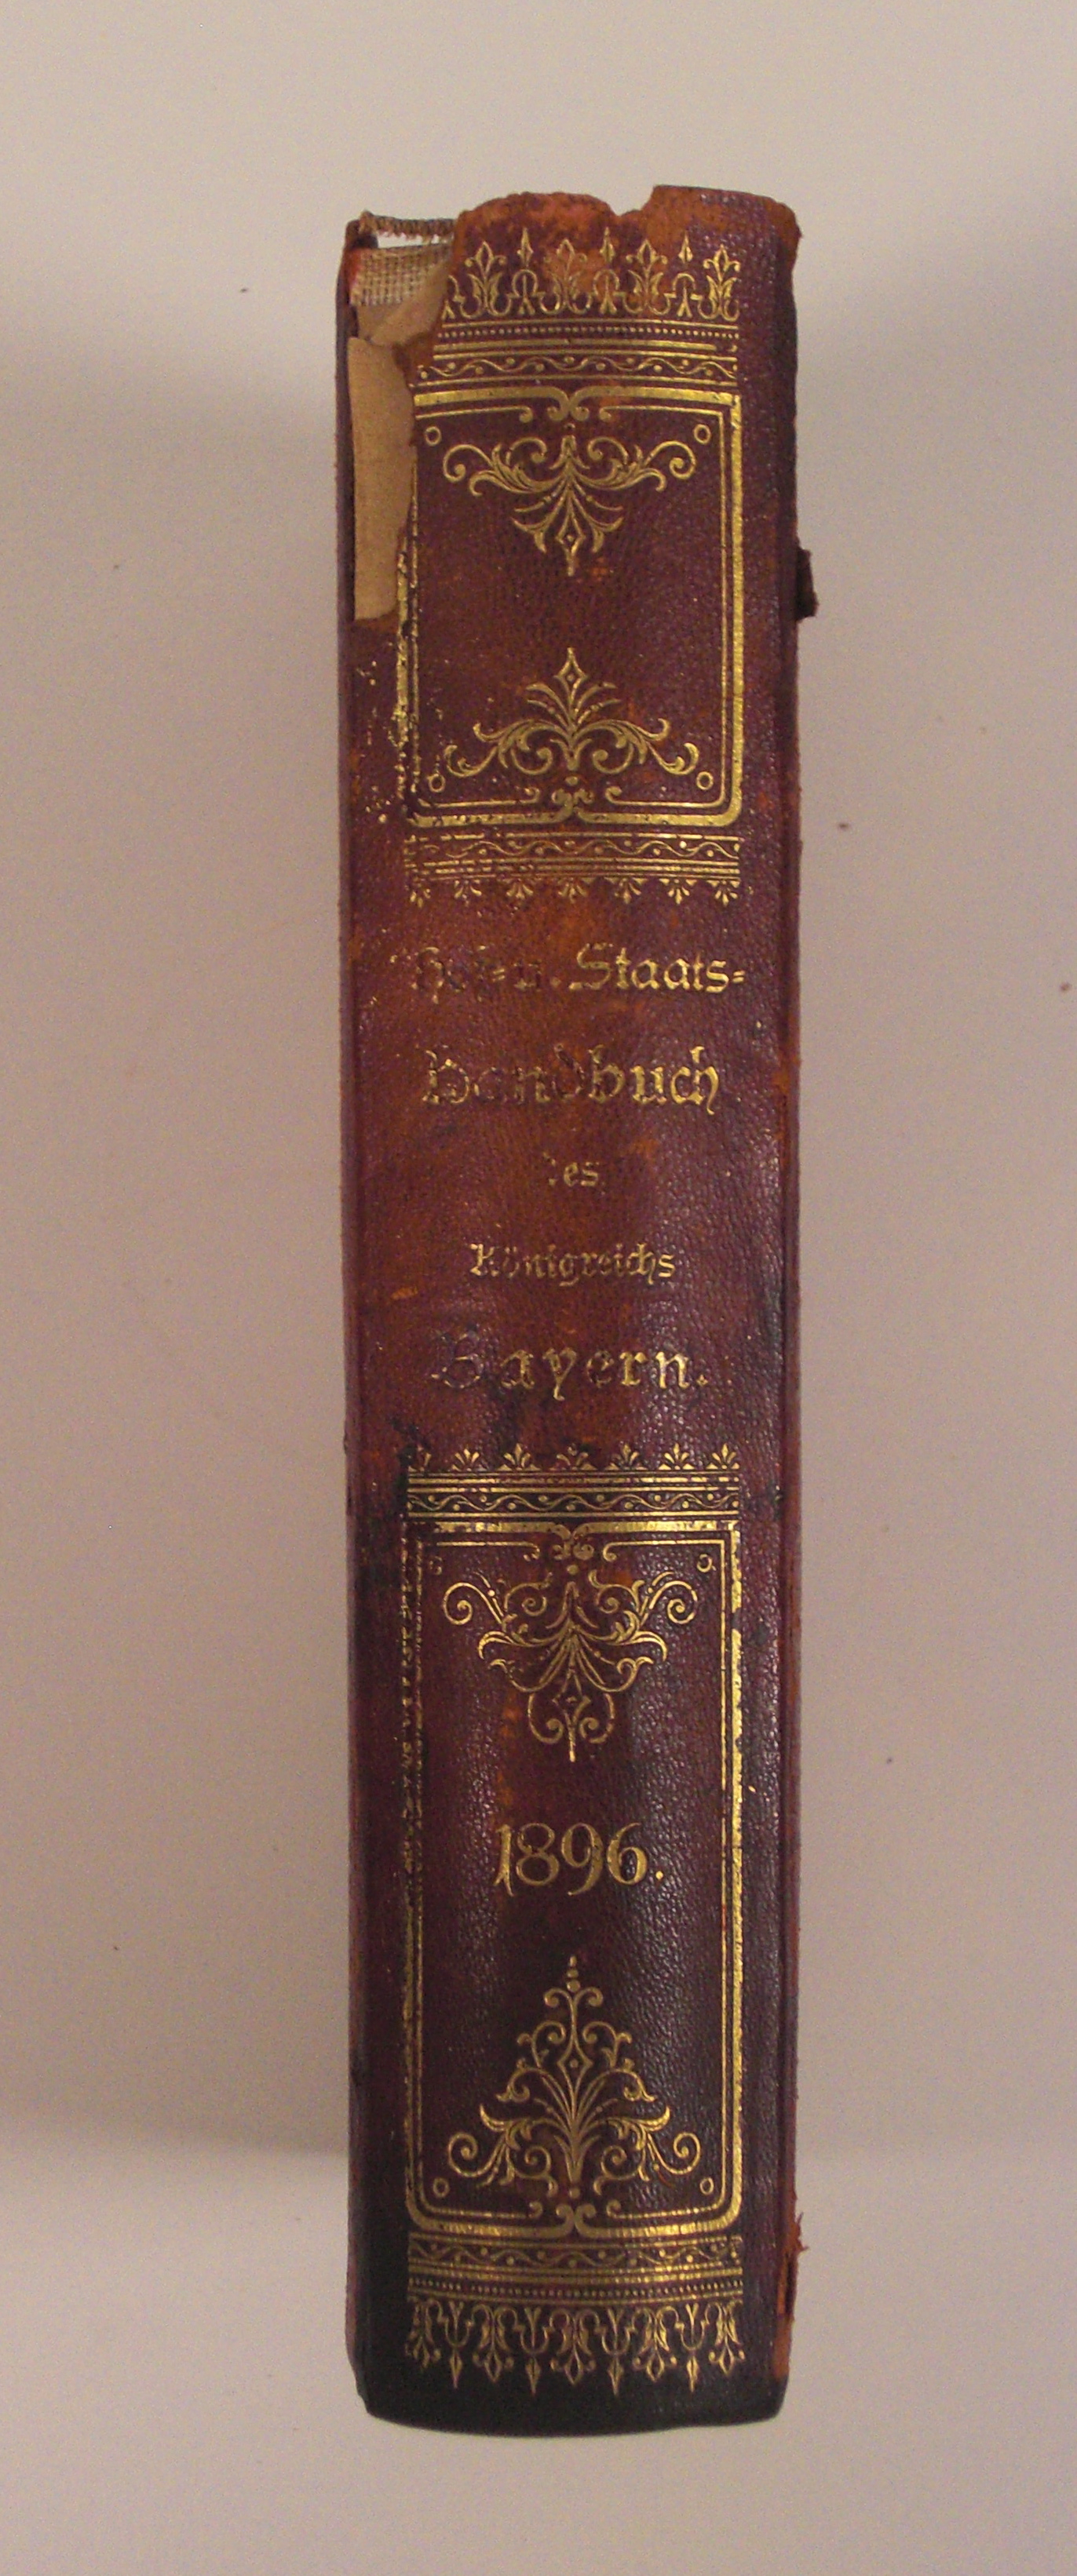 Hof-u. Staats-
Handbuch
des
Königreichs
Bayern.
1896.